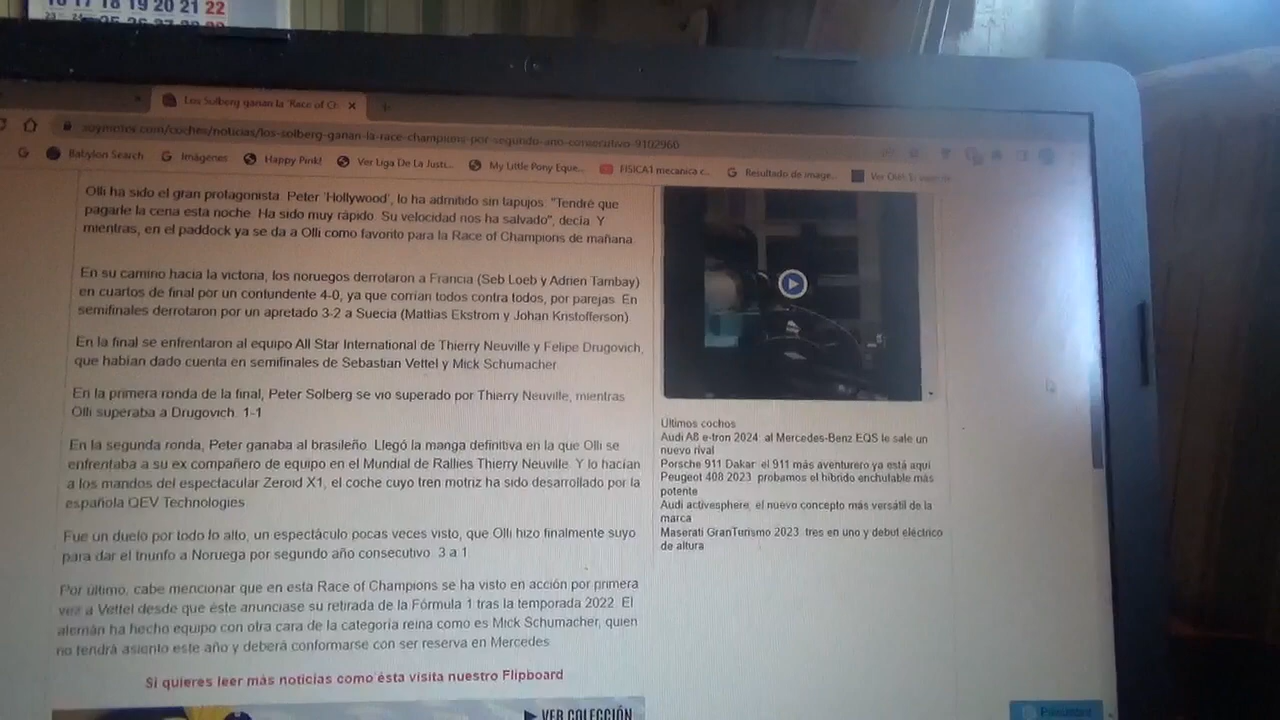 16 17 18 19 20 21 22
25 26 27 28 29
Los Solberg ganan la 'Race of Ch
soymotor.com/coches/noticias/los-solberg-ganan-la-race-champions-por-segundo-ano-consecutivo-9102960
Babylon Search Imágenes Happy Pink! Ver Liga De La Justi... My Little Pony Eque... FISICA1 mecanica c... Resultado de image...
Olli ha sido el gran protagonista. Peter 'Hollywood', lo ha admitido sin tapujos. "Tendré que
pagarle la cena esta noche. Ha sido muy rápido. Su velocidad nos ha salvado", decía. Y
mientras, en el paddock ya se da a Olli como favorito para la Race of Champions de mañana.
En su camino hacia la victoria, los noruegos derrotaron a Francia (Seb Loeb y Adrien Tambay)
en cuartos de final por un contundente 4-0, ya que corrían todos contra todos, por parejas. En
semifinales derrotaron por un apretado 3-2 a Suecia (Mattias Ekstrom y Johan Kristofferson).
En la final se enfrentaron al equipo All Star International de Thierry Neuville y Felipe Drugovich,
que habían dado cuenta en semifinales de Sebastian Vettel y Mick Schumacher.
En la primera ronda de la final, Peter Solberg se vio superado por Thierry Neuville, mientras
Olli superaba a Drugovich. 1-1
En la segunda ronda, Peter ganaba al brasileño. Llegó la manga definitiva en la que Olli se
enfrentaba a su ex compañero de equipo en el Mundial de Rallies Thierry Neuville. Y lo hacían
a los mandos del espectacular Zeroid X1, el coche cuyo tren motriz ha sido desarrollado por la
española QEV Technologies.
Fue un duelo por todo lo alto, un espectáculo pocas veces visto, que Olli hizo finalmente suyo
para dar el triunfo a Noruega por segundo año consecutivo. 3 a 1.
Por último, cabe mencionar que en esta Race of Champions se ha visto en acción por primera
vez a Vettel desde que éste anunciase su retirada de la Fórmula 1 tras la temporada 2022. El
alemán ha hecho equipo con otra cara de la categoría reina como es Mick Schumacher, quien
no tendrá asiento este año y deberá conformarse con ser reserva en Mercedes.
Si quieres leer más noticias como ésta visita nuestro Flipboard
VER COLECCIÓN
Últimos coches
Audi A8 e-tron 2024: al Mercedes-Benz EQS le sale un
nuevo rival
Porsche 911 Dakar: el 911 más aventurero ya está aquí
Peugeot 408 2023: probamos el híbrido enchufable más
potente
Audi activesphere, el nuevo concepto más versátil de la
marca
Maserati GranTurismo 2023: tres en uno y debut eléctrico
de altura